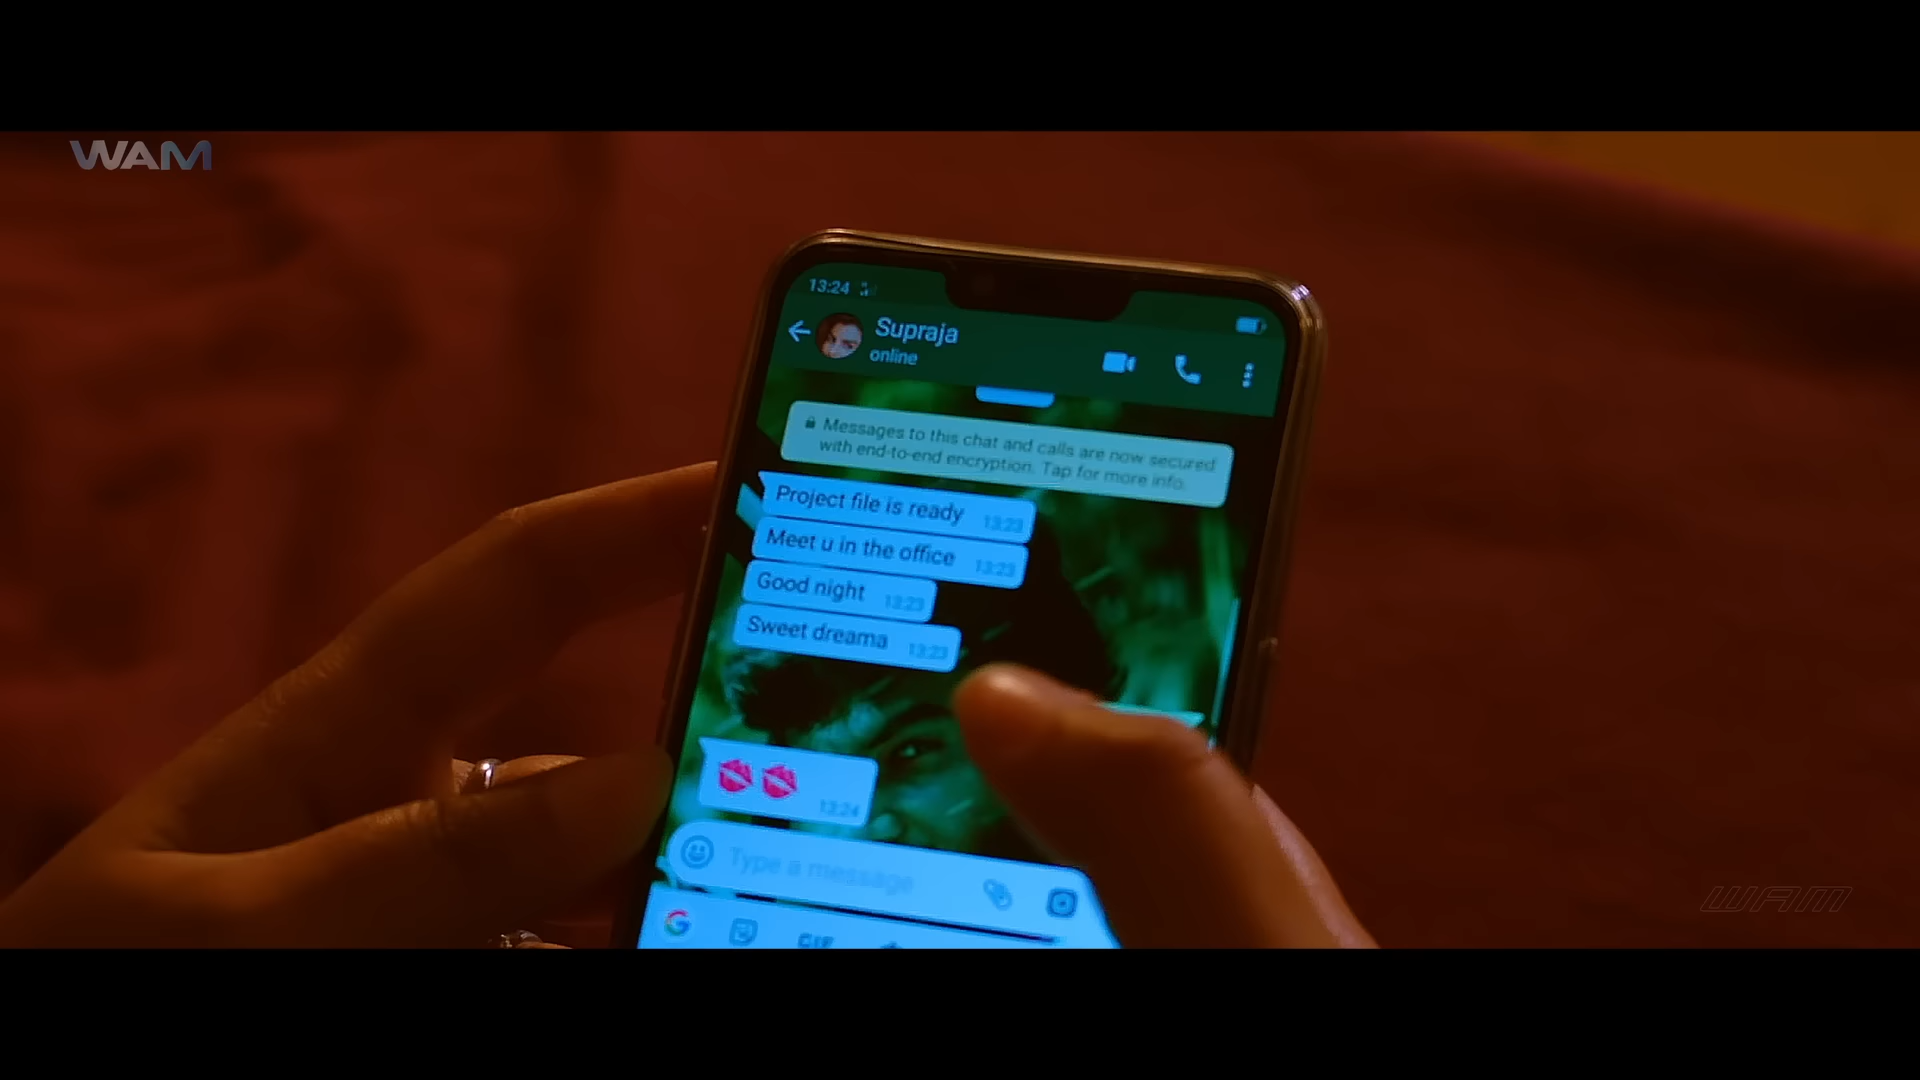 WAM
13:24
Supraja
online
Messages to this chat and calls are now secured
with end-to-end encryption. Tap for more info.
Project file is ready 13:23
Meet u in the office 13:23
Good night 13:23
Sweet dreama 13:23
13:24
Type a message
GIF
WAM